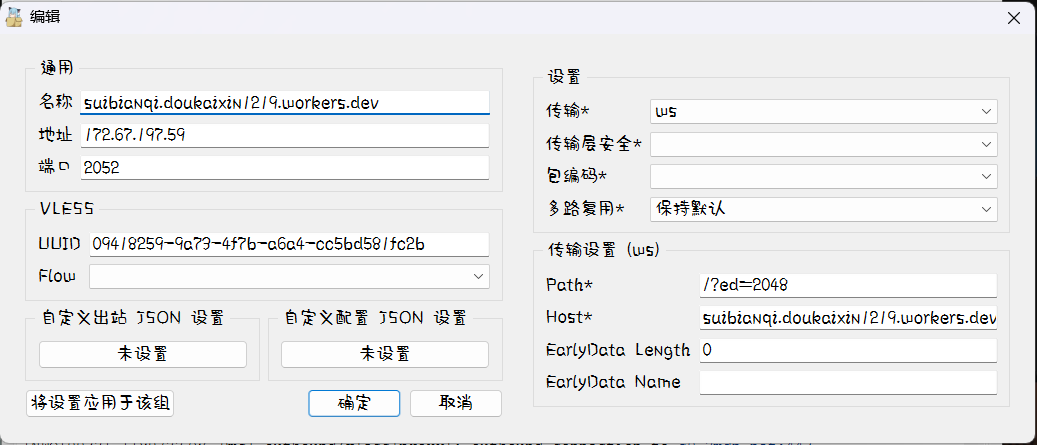 编辑
通用
名称 suibianqi.doukaixin1219.workers.dev
地址 172.67.197.59
端口 2052
VLESS
UUID 09418259-9a79-4f7b-a6a4-cc5bd581fc2b
Flow
自定义出站 JSON 设置
未设置
自定义配置 JSON 设置
未设置
将设置应用于该组
确定
取消
设置
传输* ws
传输层安全*
包编码*
多路复用* 保持默认
传输设置 (ws)
Path* /?ed=2048
Host* suibianqi.doukaixin1219.workers.dev
EarlyData Length 0
EarlyData Name